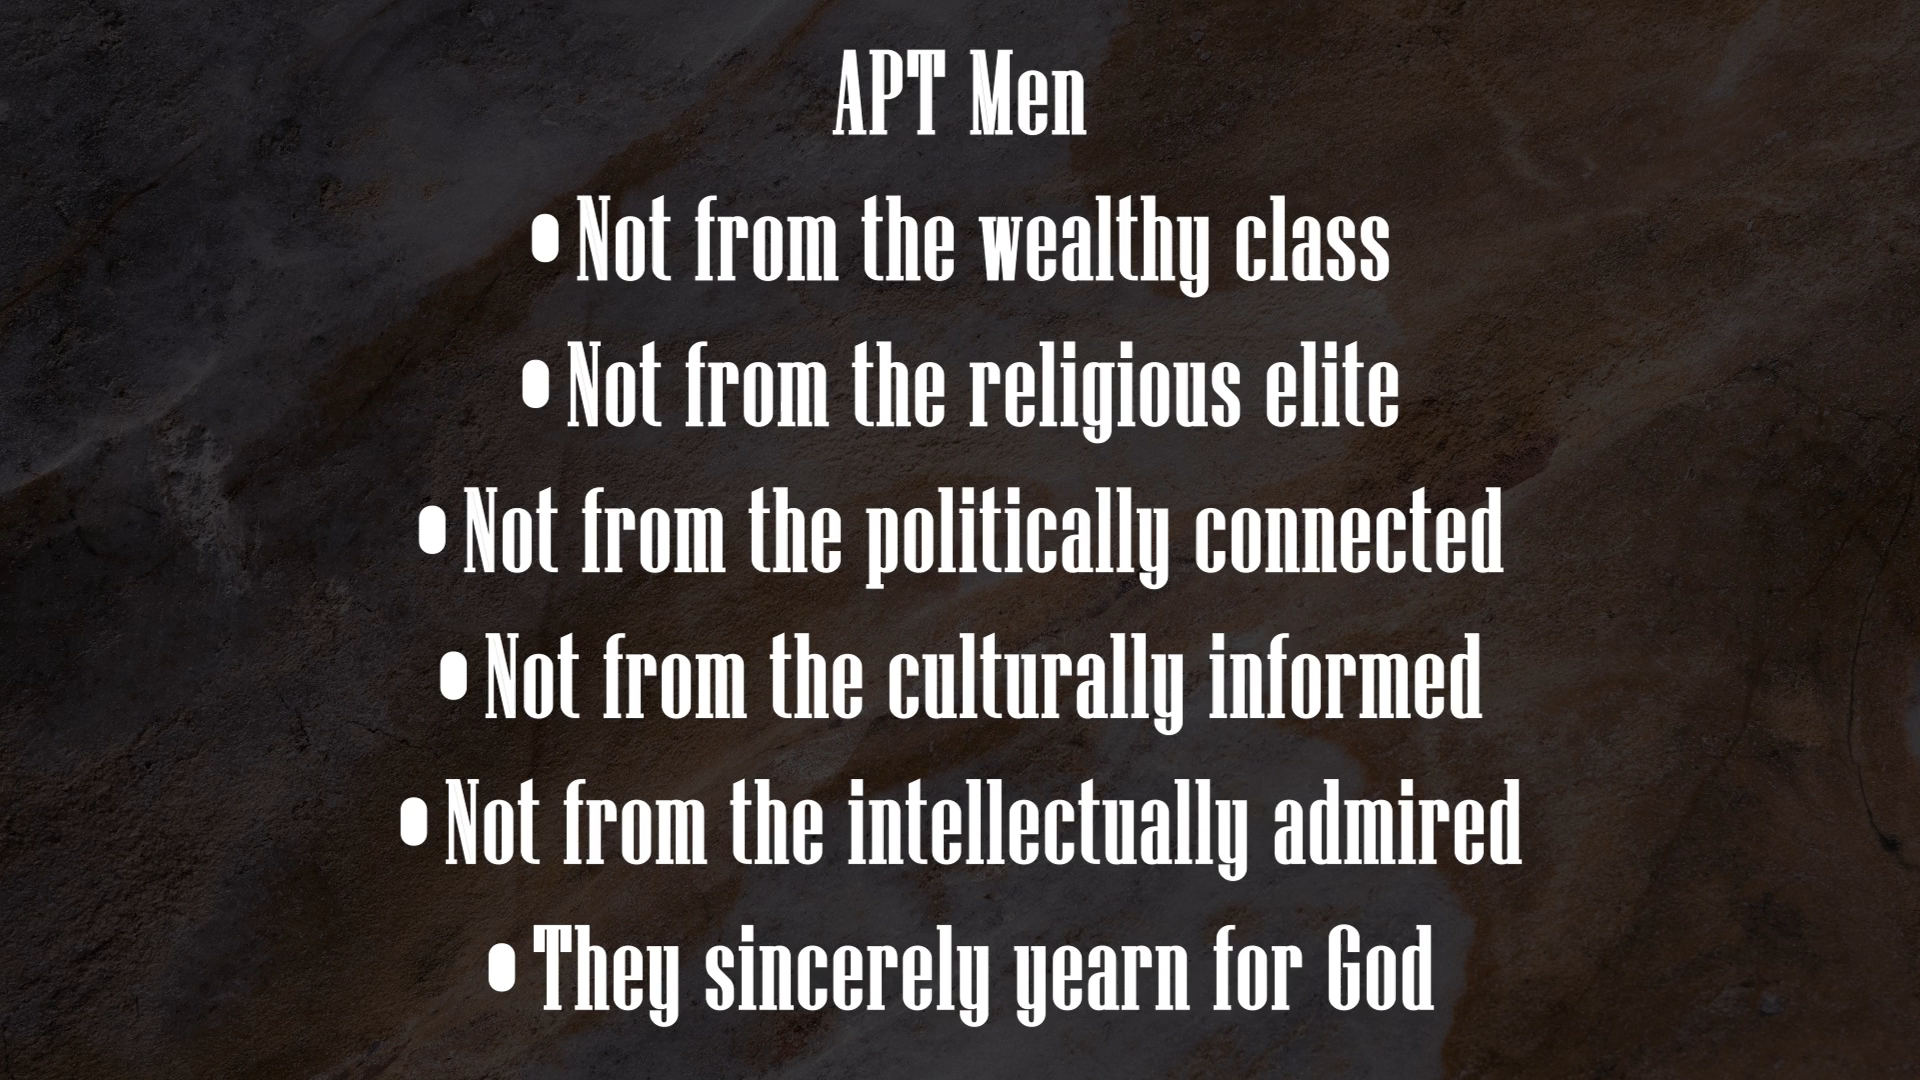 APT Men
•Not from the wealthy class
•Not from the religious elite
•Not from the politically connected
•Not from the culturally informed
•Not from the intellectually admired
•They sincerely yearn for God